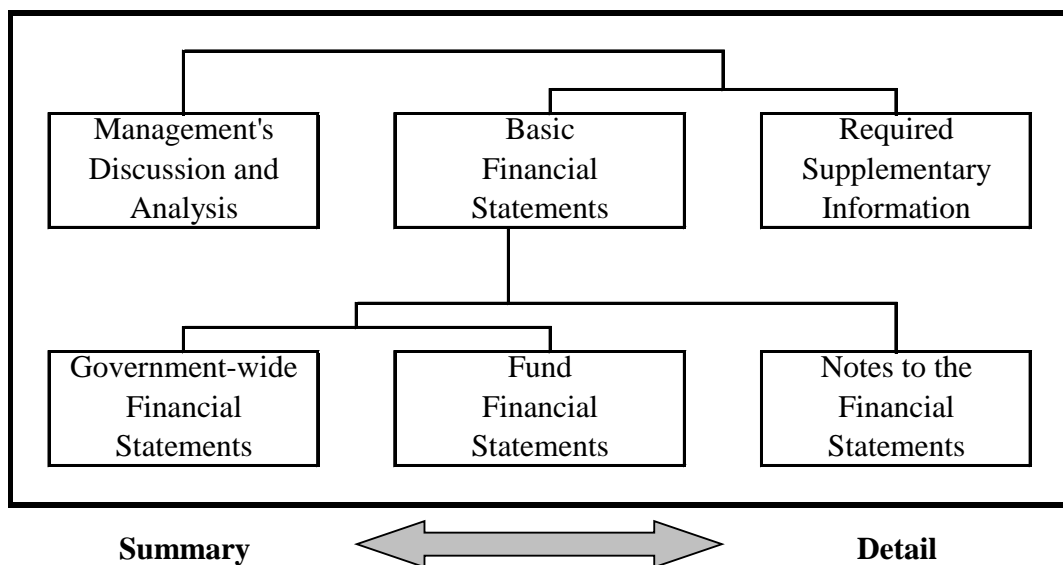 Management's
Discussion and
Analysis
Basic
Financial
Statements
Required
Supplementary
Information
Government-wide
Financial
Statements
Fund
Financial
Statements
Notes to the
Financial
Statements
Summary
Detail